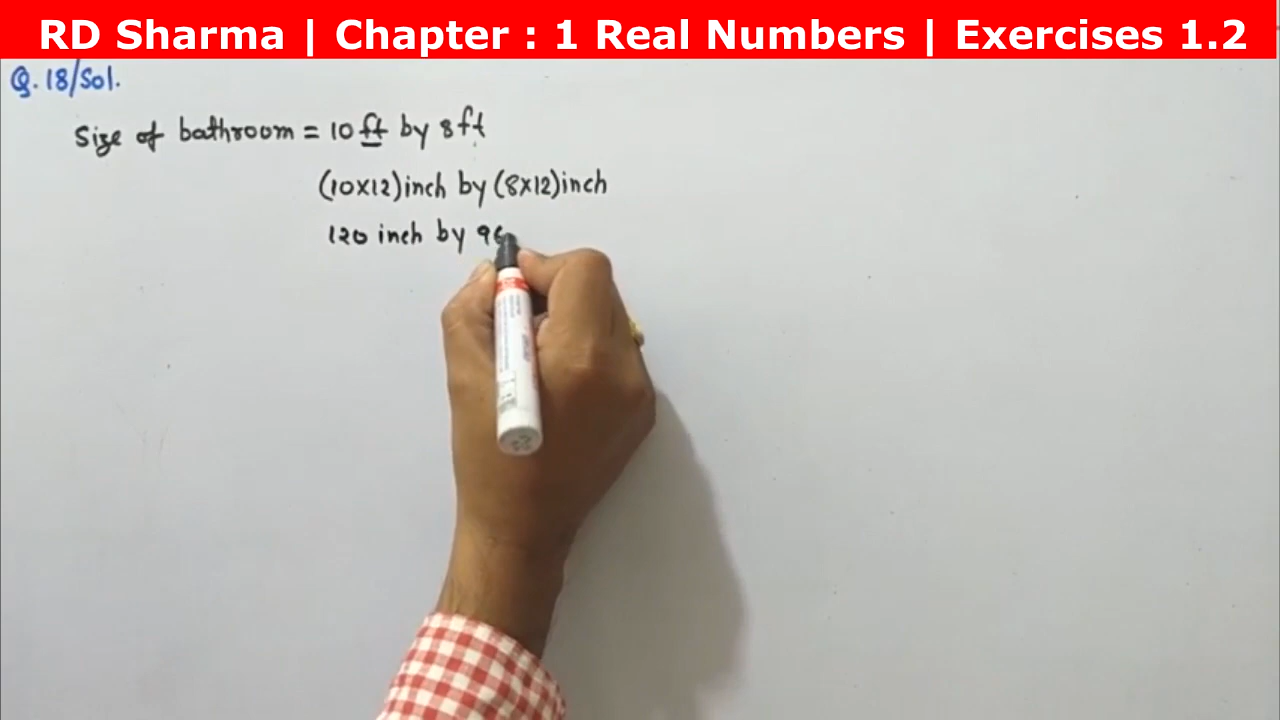 RD Sharma | Chapter : 1 Real Numbers | Exercises 1.2
Q. 18/Sol.
Size of bathroom = 10 ft by 8 ft
(10x12) inch by (8x12) inch
120 inch by 96